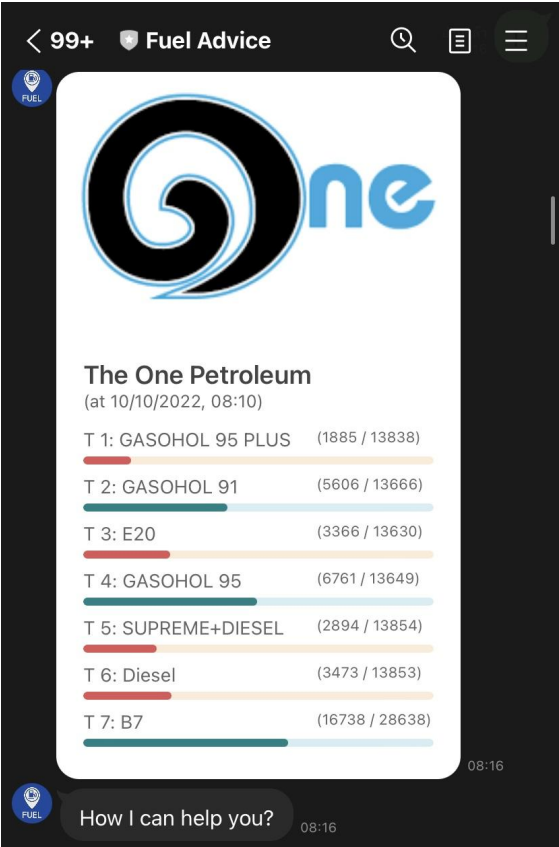 99+ Fuel Advice
FUEL
One
The One Petroleum
(at 10/10/2022, 08:10)
T 1: GASOHOL 95 PLUS (1885 / 13838)
T 2: GASOHOL 91 (5606 / 13666)
T 3: E20 (3366 / 13630)
T 4: GASOHOL 95 (6761 / 13649)
T 5: SUPREME+DIESEL (2894 / 13854)
T 6: Diesel (3473 / 13853)
T 7: B7 (16738 / 28638)
08:16
FUEL
How I can help you?
08:16